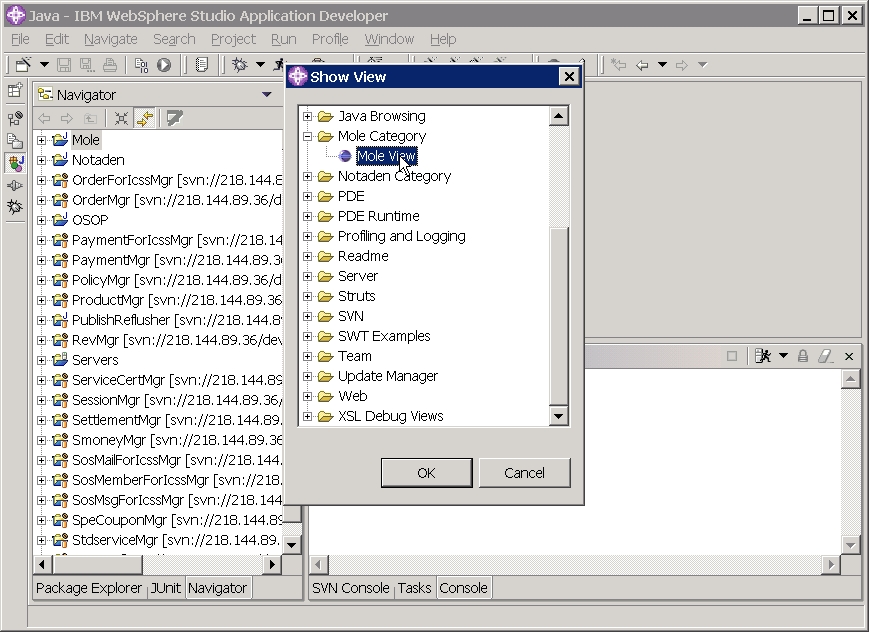 Java - IBM WebSphere Studio Application Developer
File Edit Navigate Search Project Run Profile Window Help
Navigator
Mole
Notaden
OrderForIcssMgr [svn://218.144.8
OrderMgr [svn://218.144.89.36/d
OSOP
PaymentForIcssMgr [svn://218.14
PaymentMgr [svn://218.144.89.36
PolicyMgr [svn://218.144.89.36/d
ProductMgr [svn://218.144.89.36
PublishReflusher [svn://218.144.8
RevMgr [svn://218.144.89.36/dev
Servers
ServiceCertMgr [svn://218.144.89
SessionMgr [svn://218.144.89.36/
SettlementMgr [svn://218.144.89.
SmoneyMgr [svn://218.144.89.36/
SosMailForIcssMgr [svn://218.144.
SosMemberForIcssMgr [svn://218.
SosMsgForIcssMgr [svn://218.144
SpeCouponMgr [svn://218.144.89
StdserviceMgr [svn://218.144.89.
Package Explorer JUnit Navigator
Show View
Java Browsing
Mole Category
Mole View
Notaden Category
PDE
PDE Runtime
Profiling and Logging
Readme
Server
Struts
SVN
SWT Examples
Team
Update Manager
Web
XSL Debug Views
OK Cancel
SVN Console Tasks Console